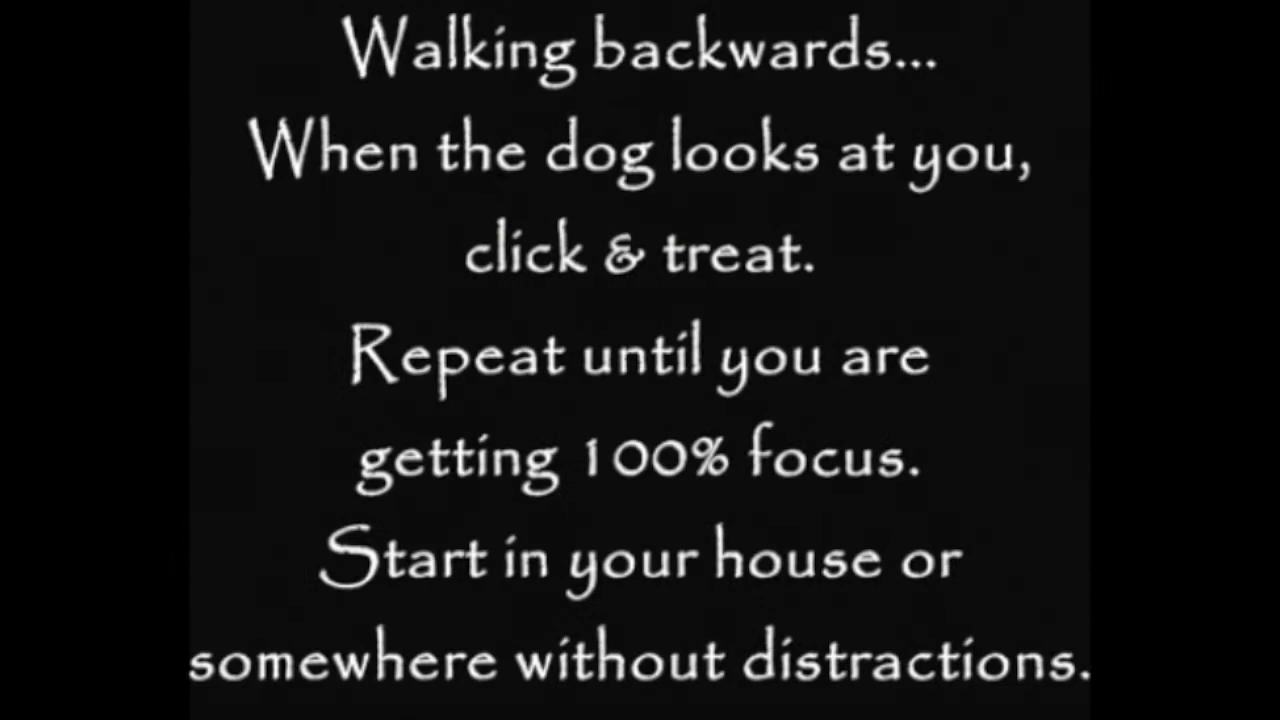 Walking backwards...
When the dog looks at you,
click & treat.
Repeat until you are
getting 100% focus.
Start in your house or
somewhere without distractions.